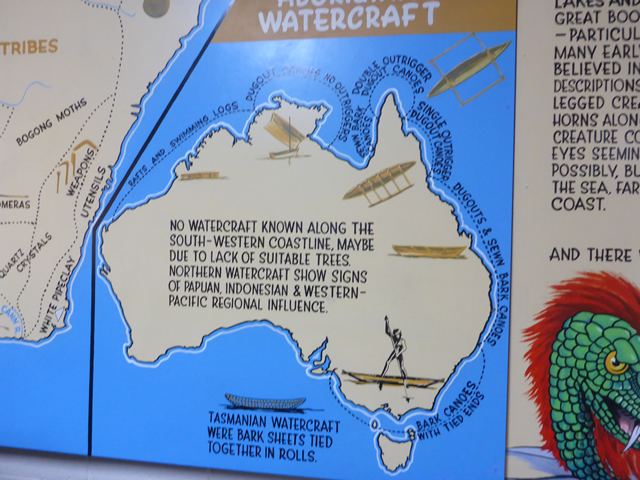 TRIBES
BOGONG MOTHS
WEAPONS
UTENSILS
QUARTZ
CRYSTALS
WHITE PIPECLAY
WATERCRAFT
RAFTS AND SWIMMING LOGS
DUGOUT CANOES NO OUTRIGGERS
SEWN BARK
CANOES
DOUBLE OUTRIGGER
DUGOUT CANOES
SINGLE OUTRIGGER
DUGOUT CANOES
DUGOUTS & SEWN BARK CANOES
NO WATERCRAFT KNOWN ALONG THE
SOUTH-WESTERN COASTLINE, MAYBE
DUE TO LACK OF SUITABLE TREES.
NORTHERN WATERCRAFT SHOW SIGNS
OF PAPUAN, INDONESIAN & WESTERN-
PACIFIC REGIONAL INFLUENCE.
BARK CANOES
WITH TIED ENDS
TASMANIAN WATERCRAFT
WERE BARK SHEETS TIED
TOGETHER IN ROLLS.
LAKES AND
GREAT BOO
- PARTICUL
MANY EARL
BELIEVED IN
DESCRIPTIONS
LEGGED CREA
HORNS ALONG
CREATURE CO
EYES SEEMIN
POSSIBLY, BU
THE SEA, FAR
COAST.
AND THERE